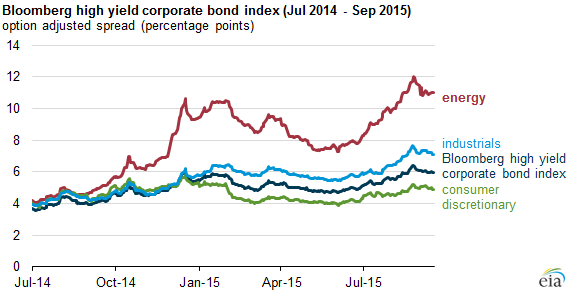 Bloomberg high yield corporate bond index (Jul 2014 - Sep 2015)
option adjusted spread (percentage points)
14
12
10
8
6
4
2
0
energy
industrials
Bloomberg high yield
corporate bond index
consumer
discretionary
Jul-14
Oct-14
Jan-15
Apr-15
Jul-15
eia